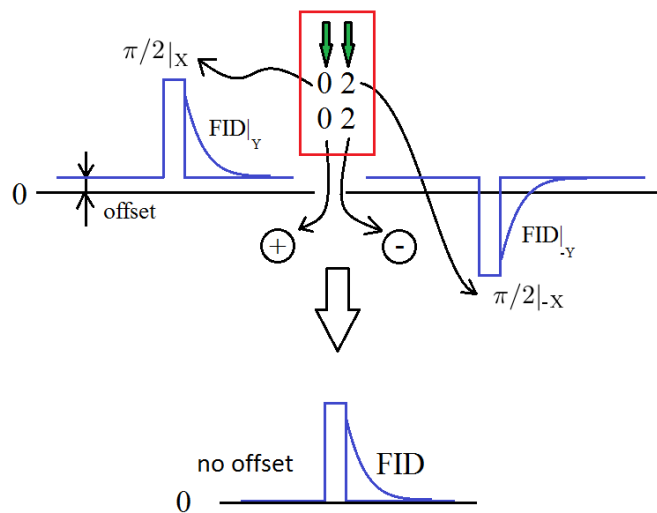 π/2|X
0 2
0 2
FID|Y
0
offset
+
-
FID|-Y
π/2|-X
no offset
FID
0